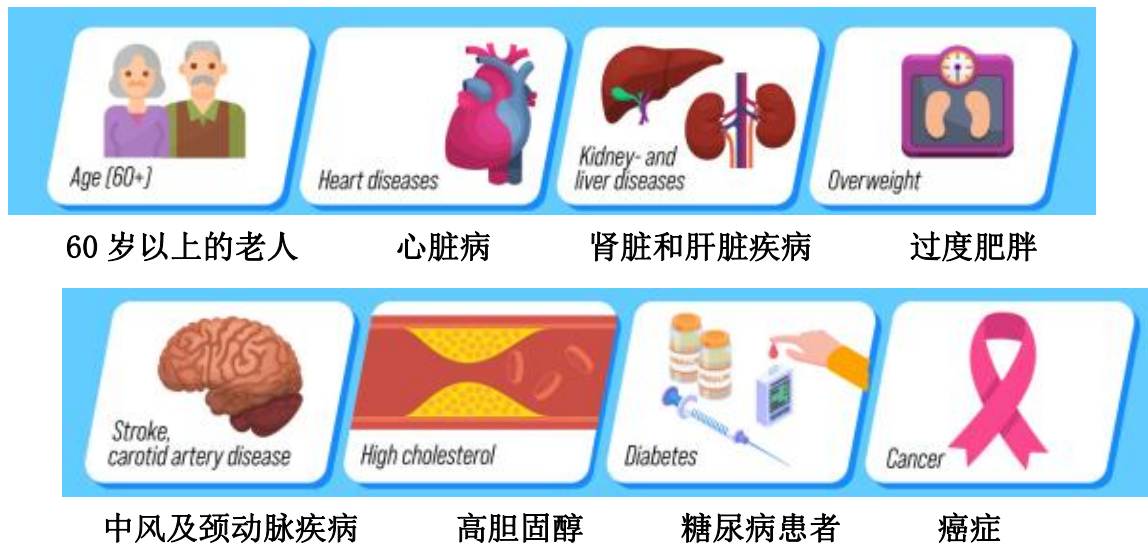 Age (60+)
Heart diseases
Kidney- and
liver diseases
Overweight
60 岁以上的老人
心脏病
肾脏和肝脏疾病
过度肥胖
Stroke,
carotid artery disease
High cholesterol
Diabetes
Cancer
中风及颈动脉疾病
高胆固醇
糖尿病患者
癌症